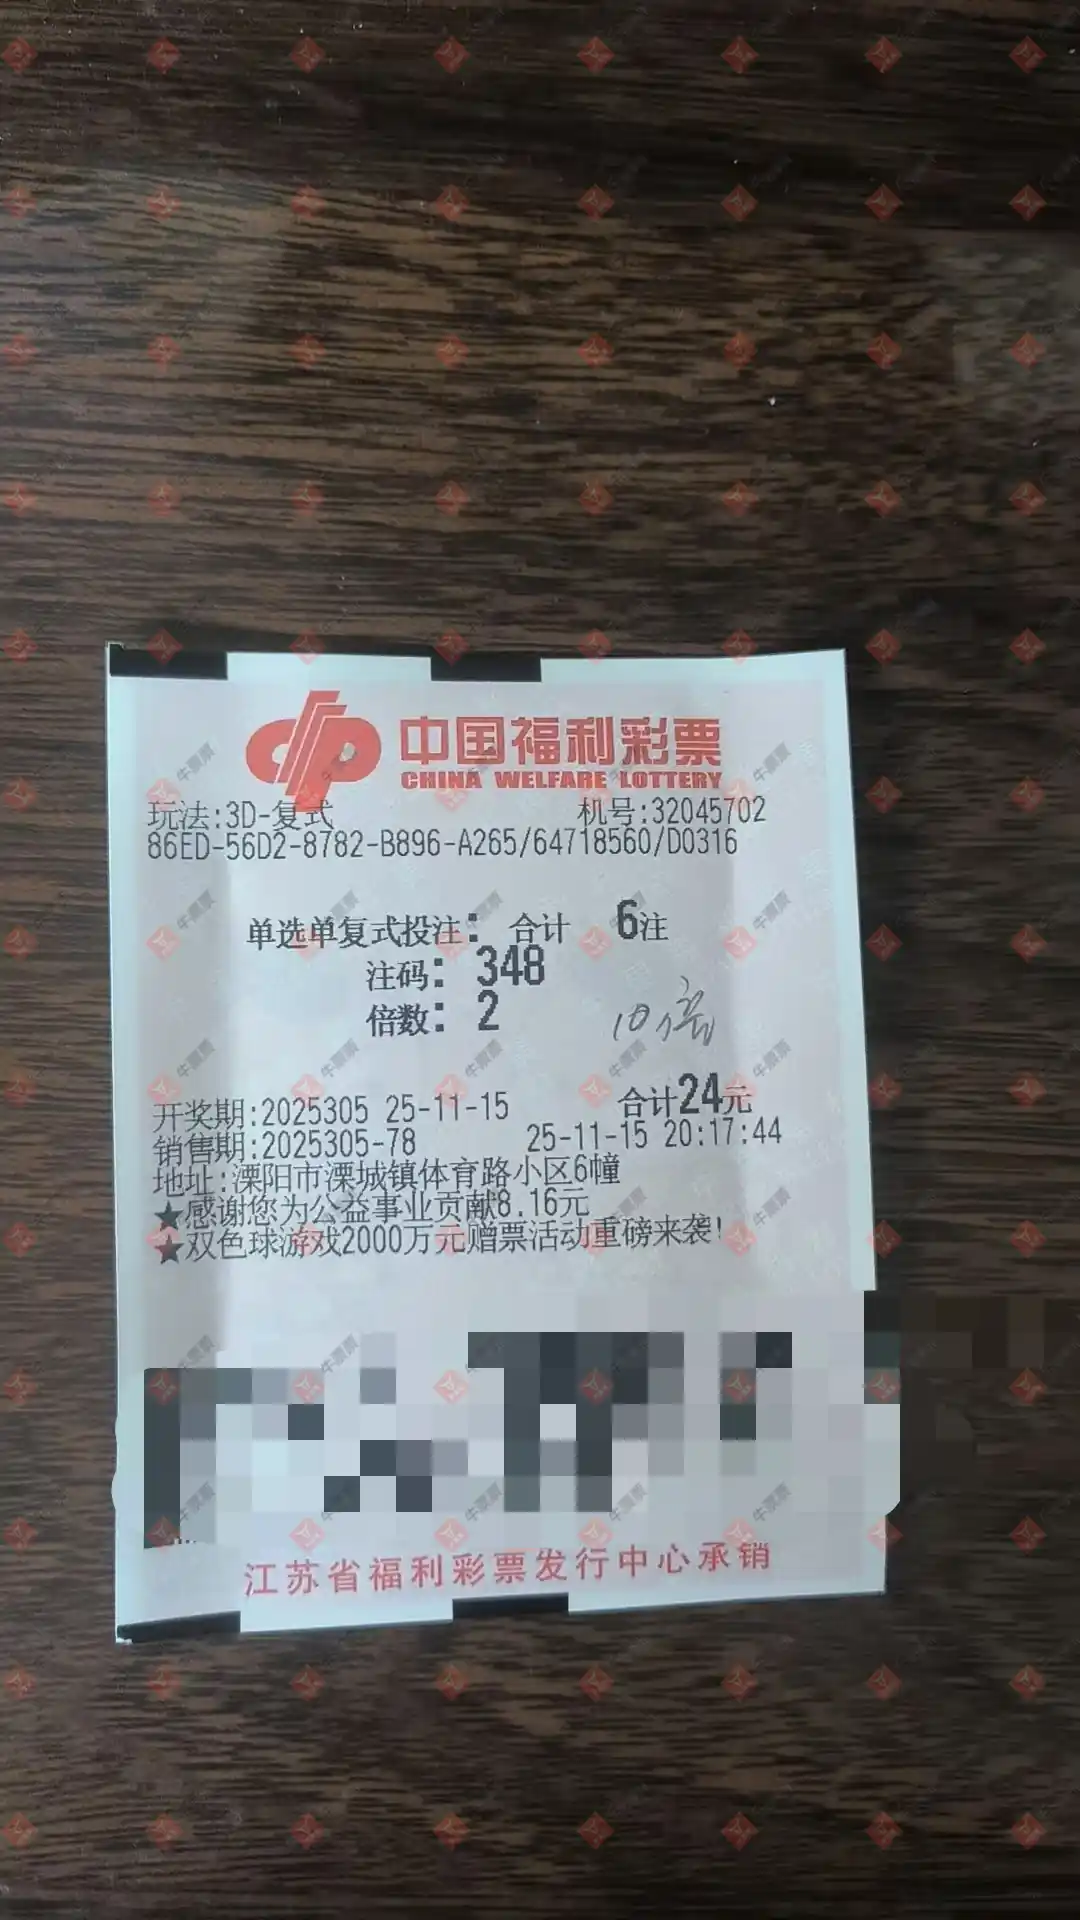 中国福利彩票
CHINA WELFARE LOTTERY
玩法:3D-复式 机号:32045702
86ED-56D2-8782-B896-A265/64718560/D0316
单选单复式投注: 合计 6注
注码: 348
倍数: 2
10倍
开奖期:2025305 25-11-15 合计24元
销售期:2025305-78 25-11-15 20:17:44
地址:溧阳市溧城镇体育路小区6幢
★感谢您为公益事业贡献8.16元
★双色球游戏2000万元赠票活动重磅来袭!
江苏省福利彩票发行中心承销
牛票票